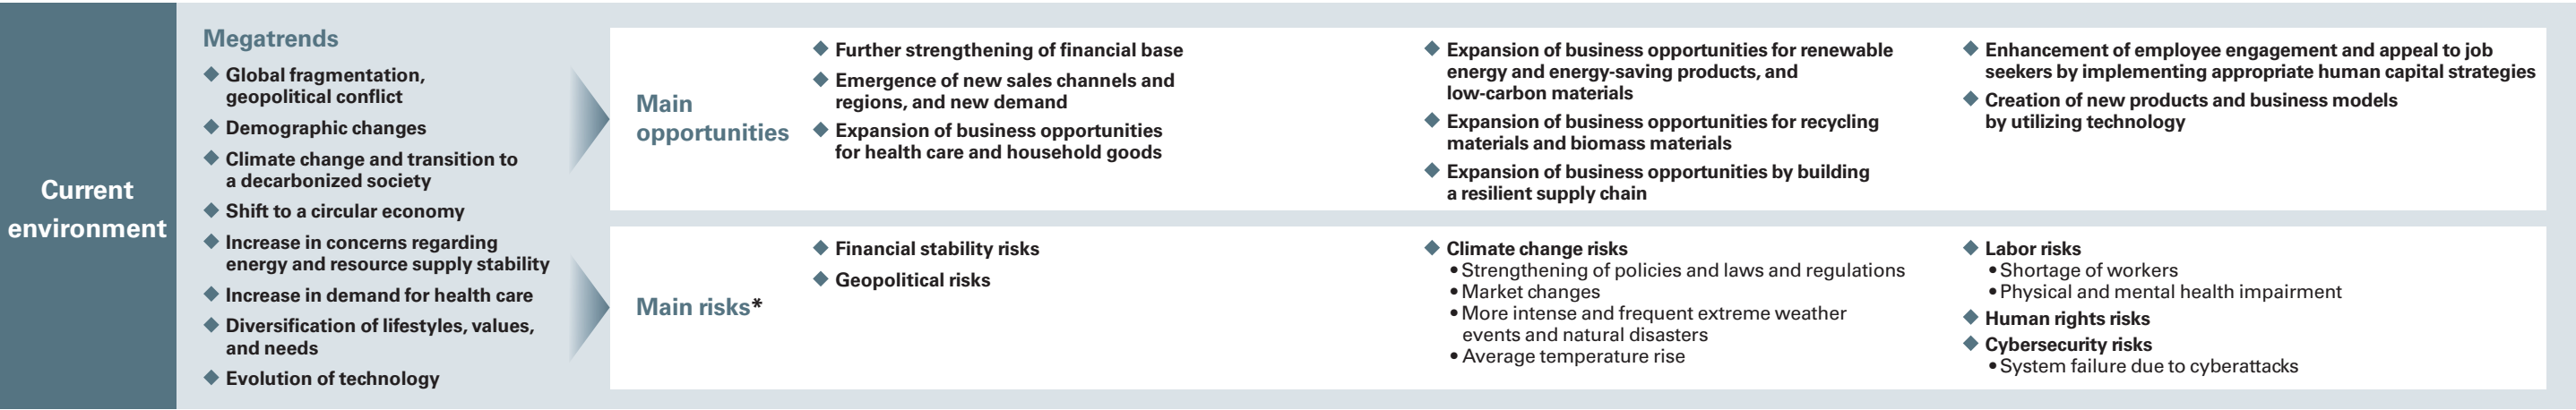 Current
environment
Megatrends
◆ Global fragmentation,
geopolitical conflict
◆ Demographic changes
◆ Climate change and transition to
a decarbonized society
◆ Shift to a circular economy
◆ Increase in concerns regarding
energy and resource supply stability
◆ Increase in demand for health care
◆ Diversification of lifestyles, values,
and needs
◆ Evolution of technology
Main
opportunities
◆ Further strengthening of financial base
◆ Emergence of new sales channels and
regions, and new demand
◆ Expansion of business opportunities
for health care and household goods
◆ Expansion of business opportunities for renewable
energy and energy-saving products, and
low-carbon materials
◆ Expansion of business opportunities for recycling
materials and biomass materials
◆ Expansion of business opportunities by building
a resilient supply chain
◆ Enhancement of employee engagement and appeal to job
seekers by implementing appropriate human capital strategies
◆ Creation of new products and business models
by utilizing technology
Main risks*
◆ Financial stability risks
◆ Geopolitical risks
◆ Climate change risks
• Strengthening of policies and laws and regulations
• Market changes
• More intense and frequent extreme weather
events and natural disasters
• Average temperature rise
◆ Labor risks
• Shortage of workers
• Physical and mental health impairment
◆ Human rights risks
◆ Cybersecurity risks
• System failure due to cyberattacks